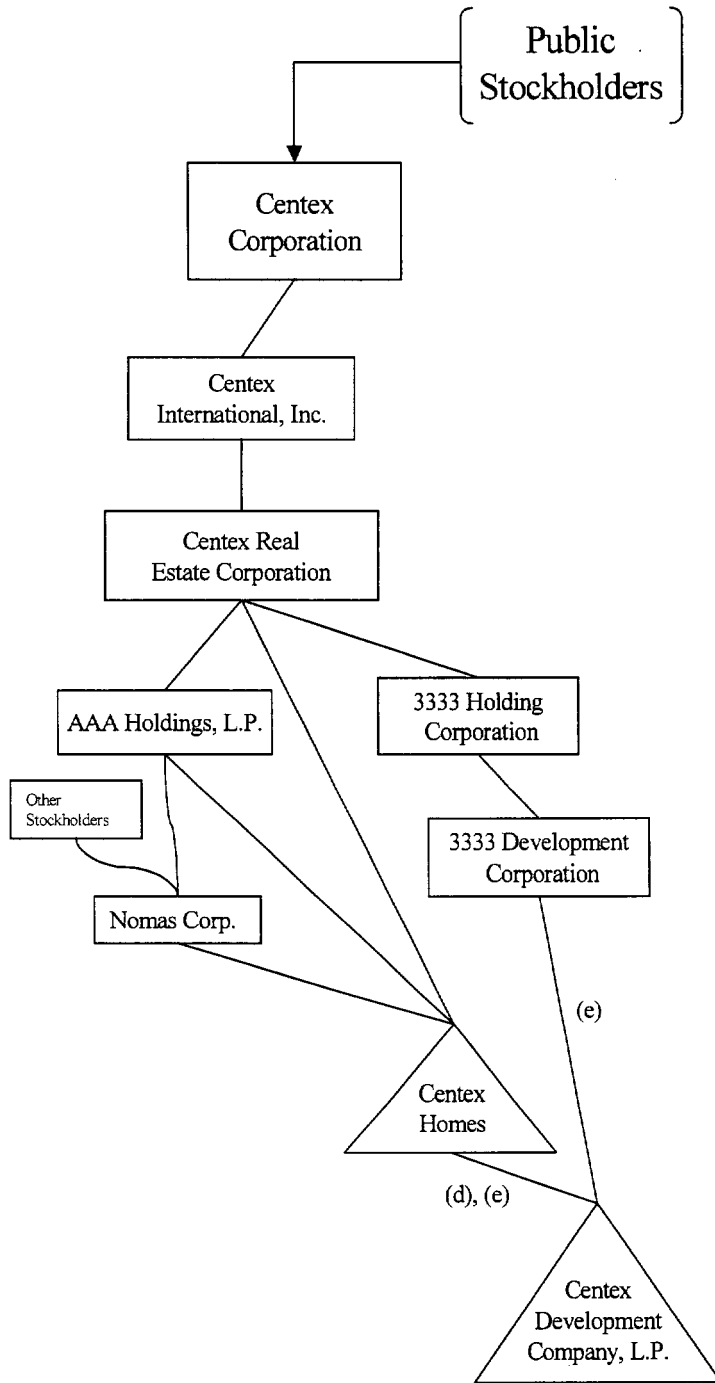 Public
Stockholders
Centex
Corporation
Centex
International, Inc.
Centex Real
Estate Corporation
AAA Holdings, L.P.
3333 Holding
Corporation
Other
Stockholders
3333 Development
Corporation
Nomas Corp.
(e)
Centex
Homes
(d), (e)
Centex
Development
Company, L.P.